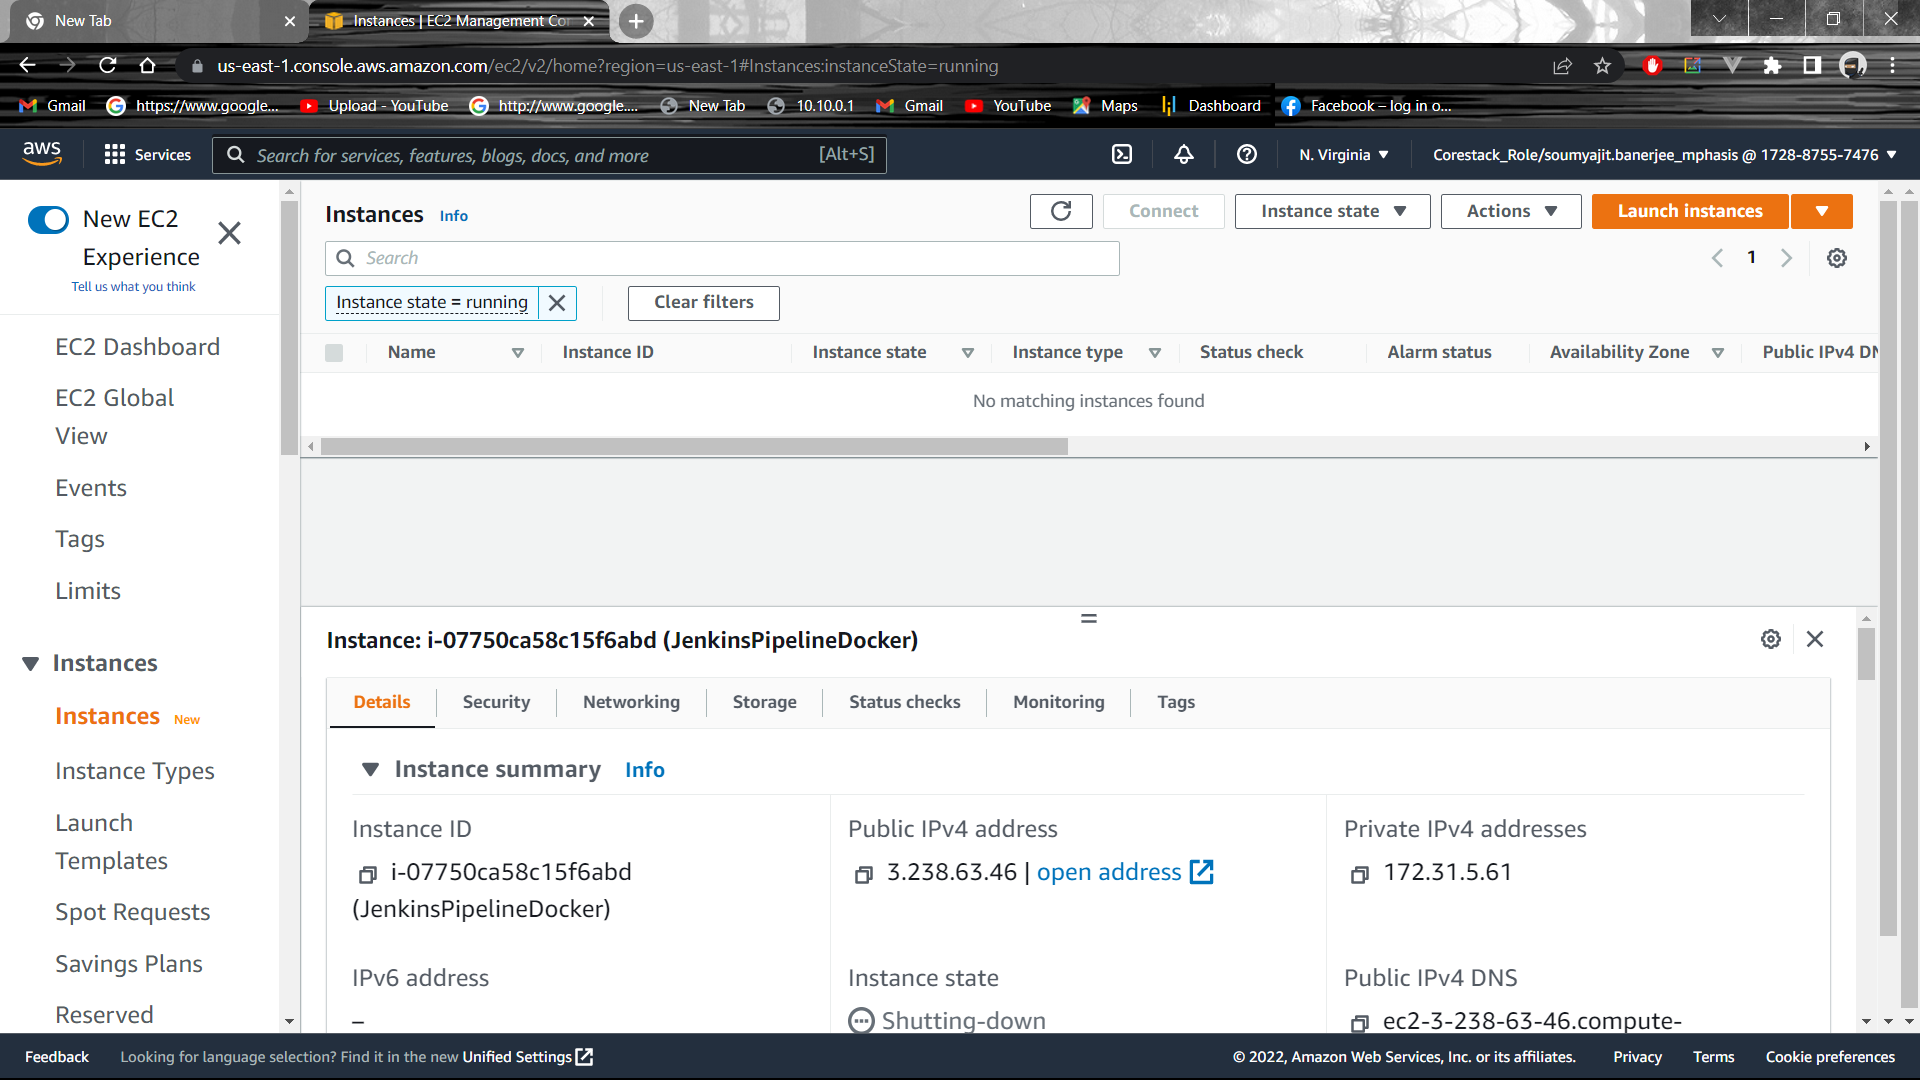 New Tab
Instances | EC2 Management Co
us-east-1.console.aws.amazon.com/ec2/v2/home?region=us-east-1#Instances:instanceState=running
Gmail https://www.google... Upload - YouTube http://www.google.... New Tab 10.10.0.1 Gmail YouTube Maps Dashboard Facebook – log in o...
aws Services Search for services, features, blogs, docs, and more [Alt+S] N. Virginia Corestack_Role/soumyajit.banerjee_mphasis @ 1728-8755-7476
New EC2
Experience
Tell us what you think
EC2 Dashboard
EC2 Global
View
Events
Tags
Limits
Instances
Instances New
Instance Types
Launch
Templates
Spot Requests
Savings Plans
Reserved
Instances Info Connect Instance state Actions Launch instances
Search 1
Instance state = running Clear filters
Name Instance ID Instance state Instance type Status check Alarm status Availability Zone Public IPv4 DN
No matching instances found
Instance: i-07750ca58c15f6abd (JenkinsPipelineDocker)
Details Security Networking Storage Status checks Monitoring Tags
Instance summary Info
Instance ID
i-07750ca58c15f6abd
(JenkinsPipelineDocker)
Public IPv4 address
3.238.63.46 | open address
Private IPv4 addresses
172.31.5.61
IPv6 address
–
Instance state
Shutting-down
Public IPv4 DNS
ec2-3-238-63-46.compute-
Feedback Looking for language selection? Find it in the new Unified Settings © 2022, Amazon Web Services, Inc. or its affiliates. Privacy Terms Cookie preferences